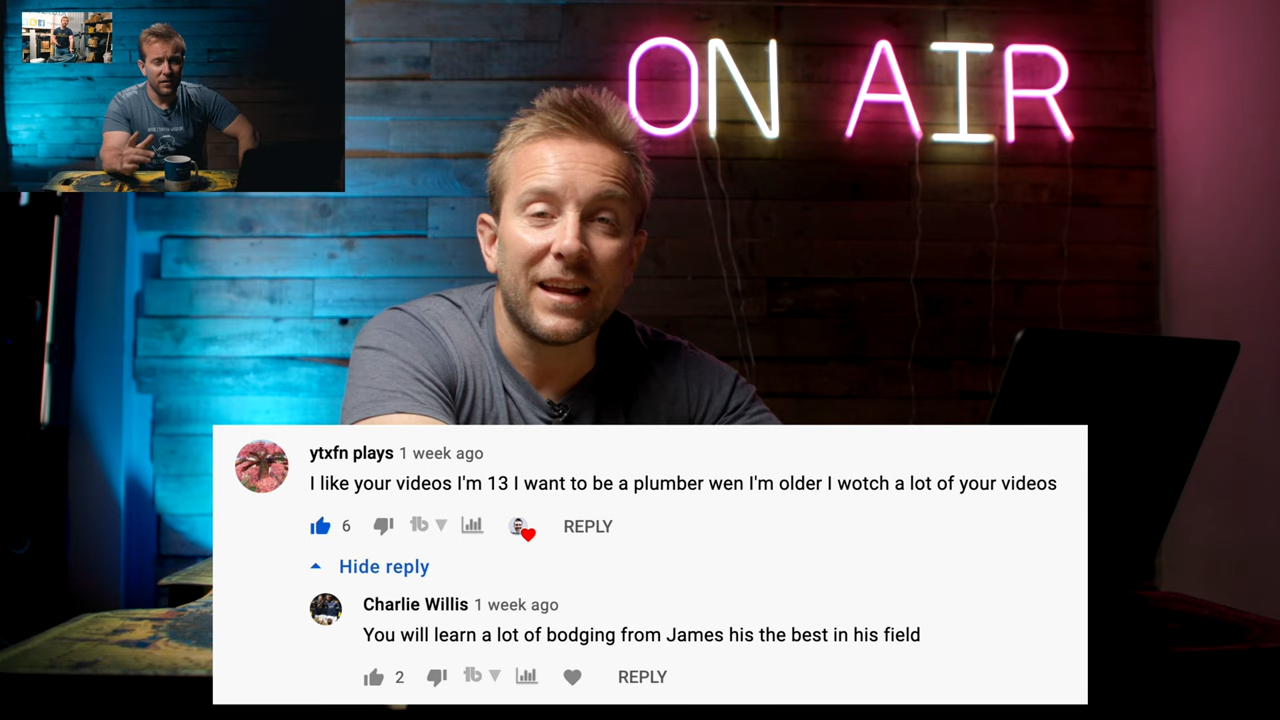 ON AIR
ytxfn plays 1 week ago
I like your videos I'm 13 I want to be a plumber wen I'm older I wotch a lot of your videos
6 REPLY
Hide reply
Charlie Willis 1 week ago
You will learn a lot of bodging from James his the best in his field
2 REPLY